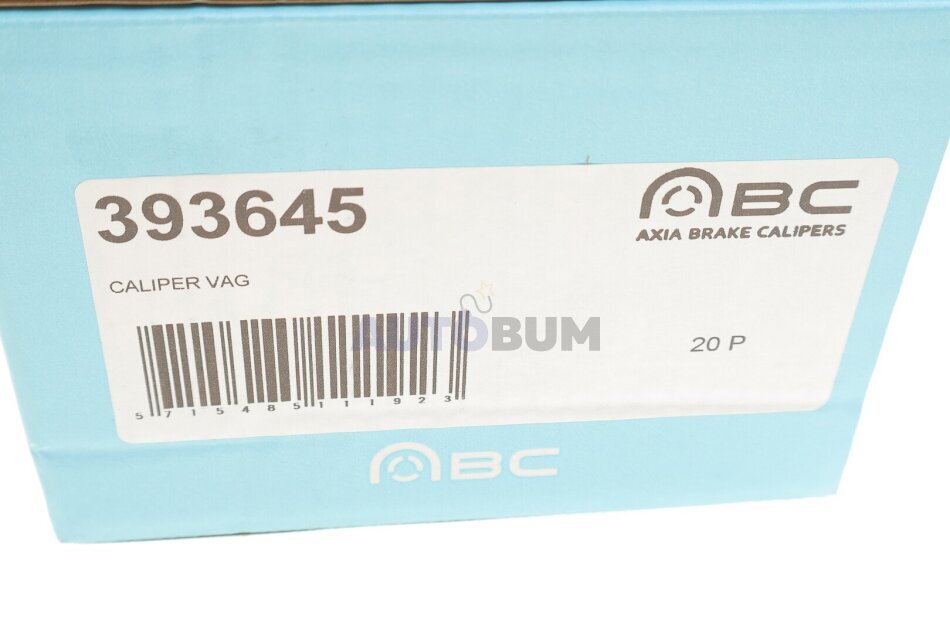 393645
ABC
AXIA BRAKE CALIPERS
CALIPER VAG
AUTOBUM
20 P
5715485111923
ABC